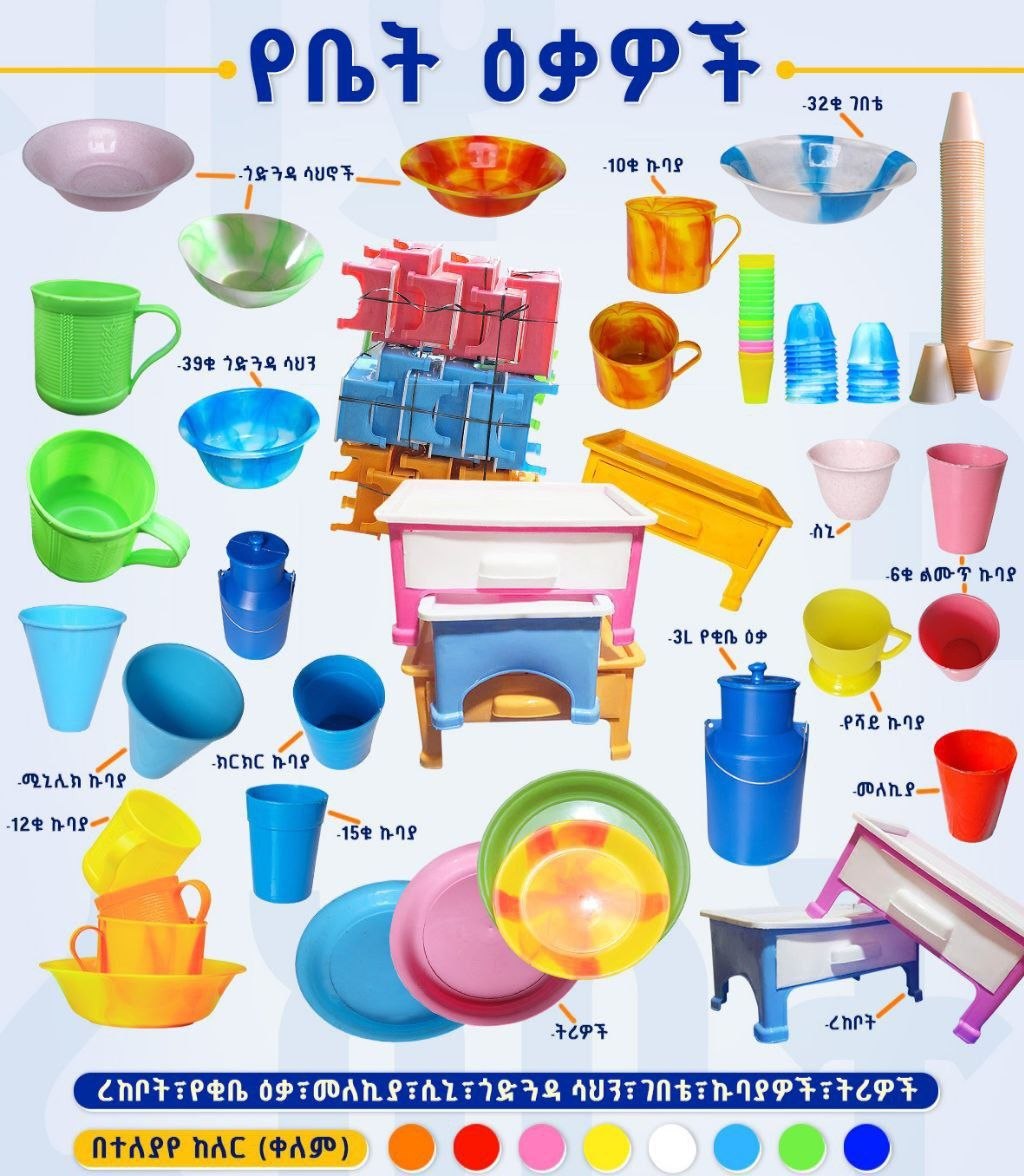 የቤት ዕቃዎች
-32ቁ ገበቴ
-ጎድጓዳ ሳህኖች
-10ቁ ኩባያ
-39ቁ ጎድጓዳ ሳህን
-ስኒ
-6ቁ ልሙጥ ኩባያ
-3L የቂቤ ዕቃ
-የሻይ ኩባያ
-ሚኒሊክ ኩባያ
-ክርክር ኩባያ
-መለኪያ
-12ቁ ኩባያ
-15ቁ ኩባያ
-ትሪዎች
-ረከቦት
ረከቦት፣የቂቤ ዕቃ፣መለኪያ፣ሲኒ፣ጎድጓዳ ሳህን፣ገበቴ፣ኩባያዎች፣ትሪዎች
በተለያየ ከለር (ቀለም)